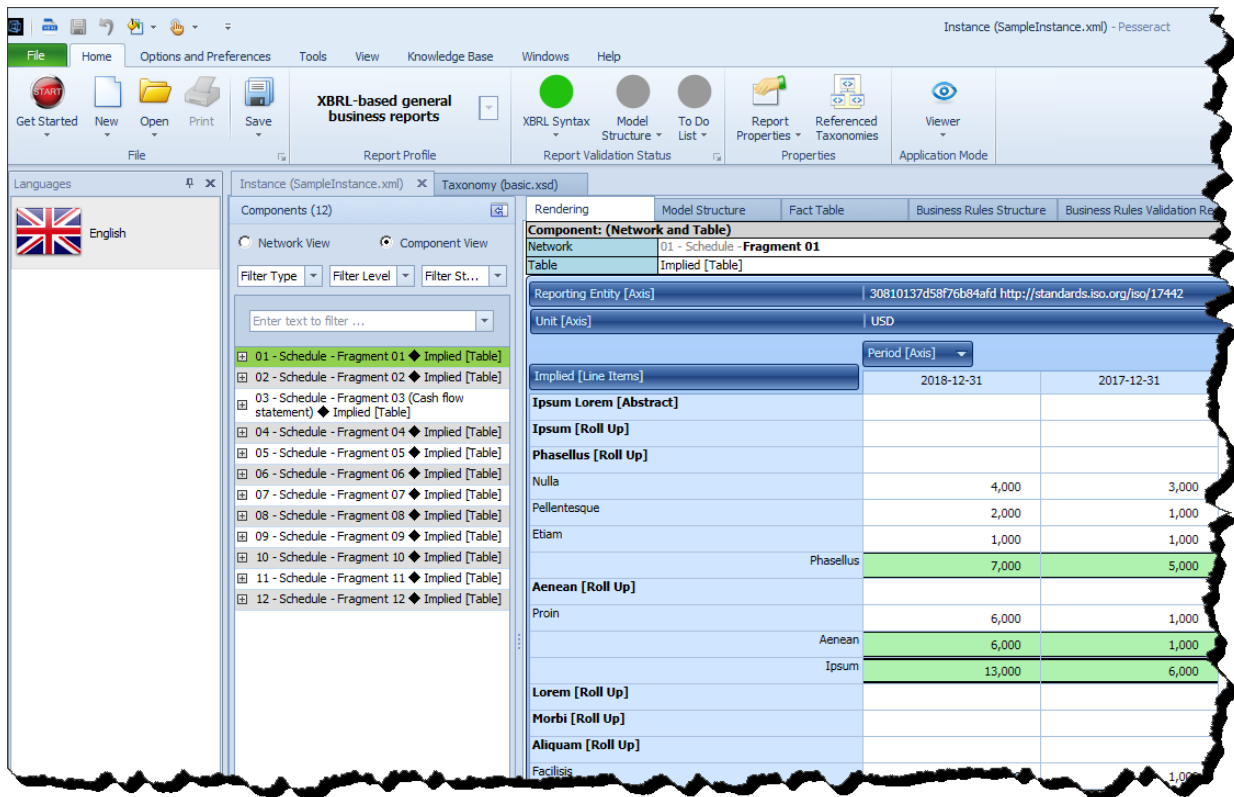 Instance (SampleInstance.xml) - Pesseract
File Home Options and Preferences Tools View Knowledge Base Windows Help
START
Get Started New Open Print Save
XBRL-based general
business reports
XBRL Syntax Model
Structure To Do
List Report
Properties Referenced
Taxonomies Viewer
File Report Profile Report Validation Status Properties Application Mode
Languages
English
Instance (SampleInstance.xml) Taxonomy (basic.xsd)
Components (12)
Network View Component View
Filter Type Filter Level Filter St...
Enter text to filter ...
01 - Schedule - Fragment 01 ◆ Implied [Table]
02 - Schedule - Fragment 02 ◆ Implied [Table]
03 - Schedule - Fragment 03 (Cash flow
statement) ◆ Implied [Table]
04 - Schedule - Fragment 04 ◆ Implied [Table]
05 - Schedule - Fragment 05 ◆ Implied [Table]
06 - Schedule - Fragment 06 ◆ Implied [Table]
07 - Schedule - Fragment 07 ◆ Implied [Table]
08 - Schedule - Fragment 08 ◆ Implied [Table]
09 - Schedule - Fragment 09 ◆ Implied [Table]
10 - Schedule - Fragment 10 ◆ Implied [Table]
11 - Schedule - Fragment 11 ◆ Implied [Table]
12 - Schedule - Fragment 12 ◆ Implied [Table]
Rendering Model Structure Fact Table Business Rules Structure Business Rules Validation Re
Component: (Network and Table)
Network 01 - Schedule - Fragment 01
Table Implied [Table]
Reporting Entity [Axis] 30810137d58f76b84afd http://standards.iso.org/iso/17442
Unit [Axis] USD
Period [Axis]
Implied [Line Items] 2018-12-31 2017-12-31
Ipsum Lorem [Abstract]
Ipsum [Roll Up]
Phasellus [Roll Up]
Nulla 4,000 3,000
Pellentesque 2,000 1,000
Etiam 1,000 1,000
Phasellus 7,000 5,000
Aenean [Roll Up]
Proin 6,000 1,000
Aenean 6,000 1,000
Ipsum 13,000 6,000
Lorem [Roll Up]
Morbi [Roll Up]
Aliquam [Roll Up]
Facilisis